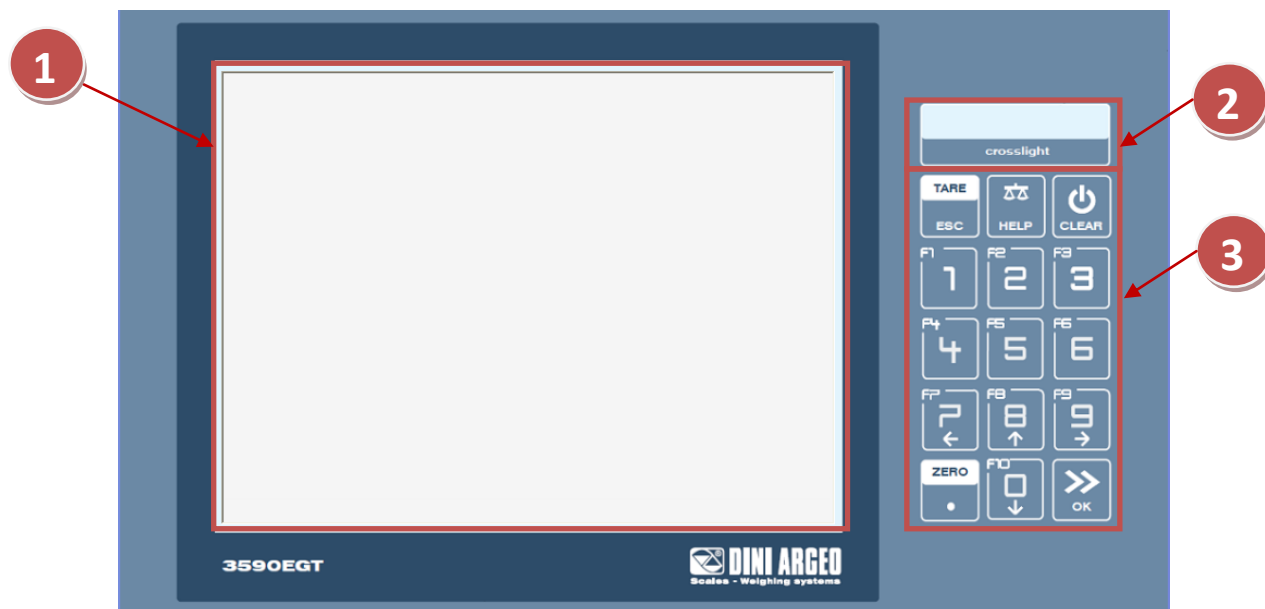 1
2
crosslight
TARE
ESC
HELP
CLEAR
3
F1
1
F2
2
F3
3
F4
4
F5
5
F6
6
F7
7
F8
8
F9
9
ZERO
.
F10
0
OK
3590EGT
DINI ARGEO
Scales - Weighing systems